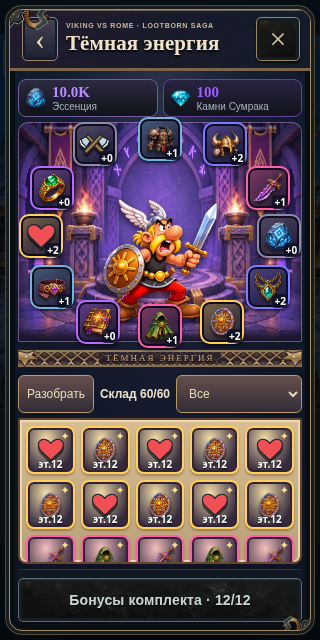 VIKING VS ROME · LOOTBORN SAGA
‹ Тёмная энергия ×
10.0K
Эссенция
100
Камни Сумрака
+0 +1 +2
+0 +1
+2 +0
+1 +2
+0 +1 +2
ТЁМНАЯ ЭНЕРГИЯ
Разобрать Склад 60/60 Все
эт.12 эт.12 эт.12 эт.12 эт.12
эт.12 эт.12 эт.12 эт.12 эт.12
Бонусы комплекта · 12/12